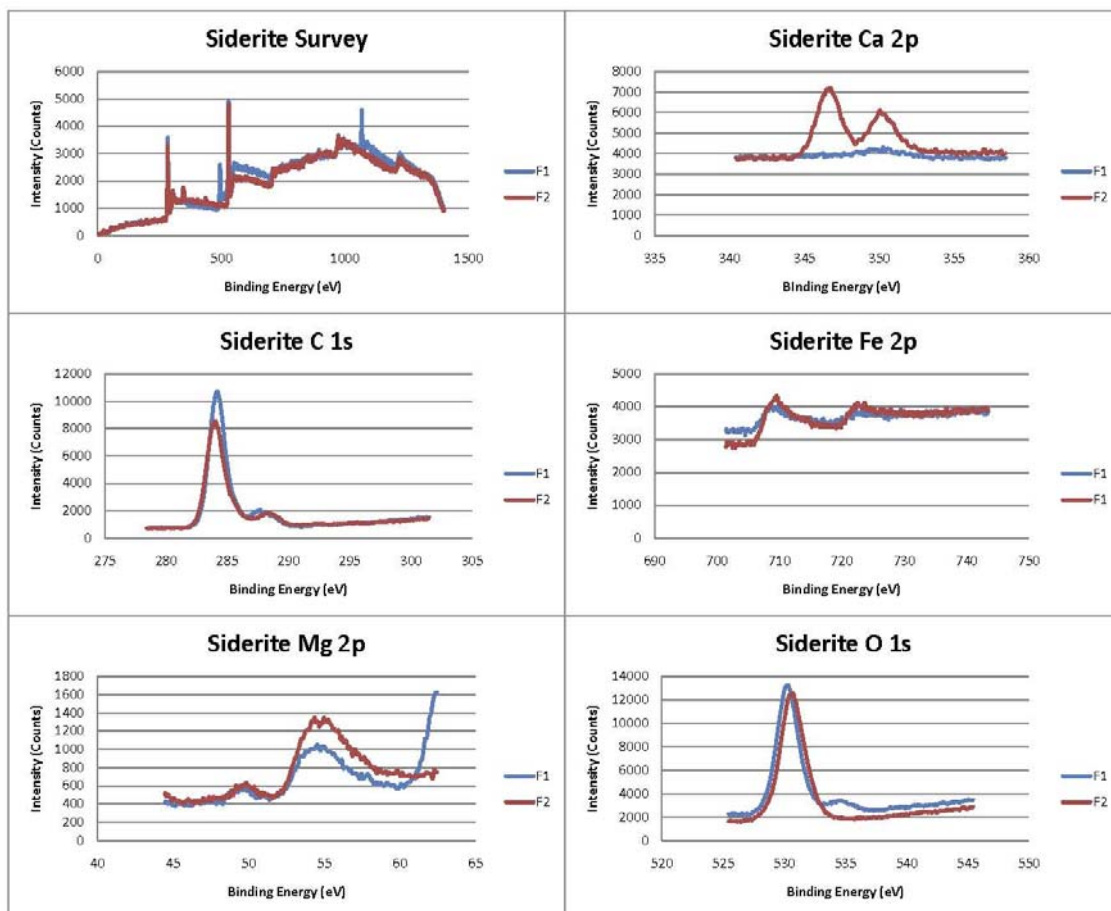 Siderite Survey
Intensity (Counts)
6000
5000
4000
3000
2000
1000
0
0 500 1000 1500
Binding Energy (eV)
F1
F2
Siderite Ca 2p
Intensity (Counts)
8000
7000
6000
5000
4000
3000
2000
1000
0
335 340 345 350 355 360
BInding Energy (eV)
F1
F2
Siderite C 1s
Intensity (Counts)
12000
10000
8000
6000
4000
2000
0
275 280 285 290 295 300 305
Binding Energy (eV)
F1
F2
Siderite Fe 2p
Intensity (Counts)
5000
4000
3000
2000
1000
0
690 700 710 720 730 740 750
Binding Energy (eV)
F1
F1
Siderite Mg 2p
Intensity (Counts)
1800
1600
1400
1200
1000
800
600
400
200
0
40 45 50 55 60 65
Binding Energy (eV)
F1
F2
Siderite O 1s
Intensity (Counts)
14000
12000
10000
8000
6000
4000
2000
0
520 525 530 535 540 545 550
Binding Energy (eV)
F1
F2